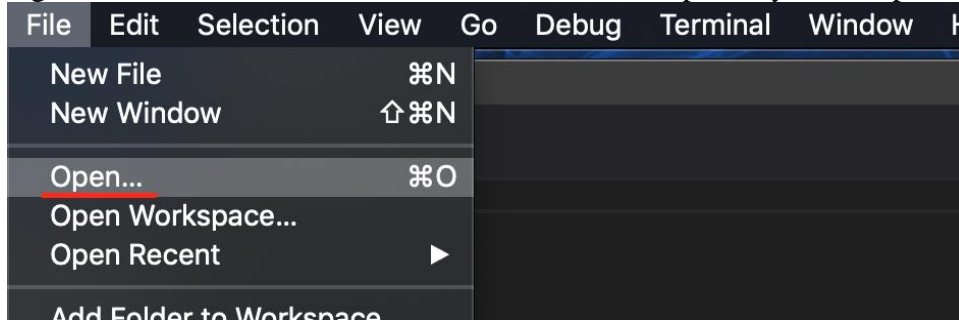 File Edit Selection View Go Debug Terminal Window
New File ⌘N
New Window ⇧⌘N
Open... ⌘O
Open Workspace...
Open Recent ▶
Add Folder to Workspace